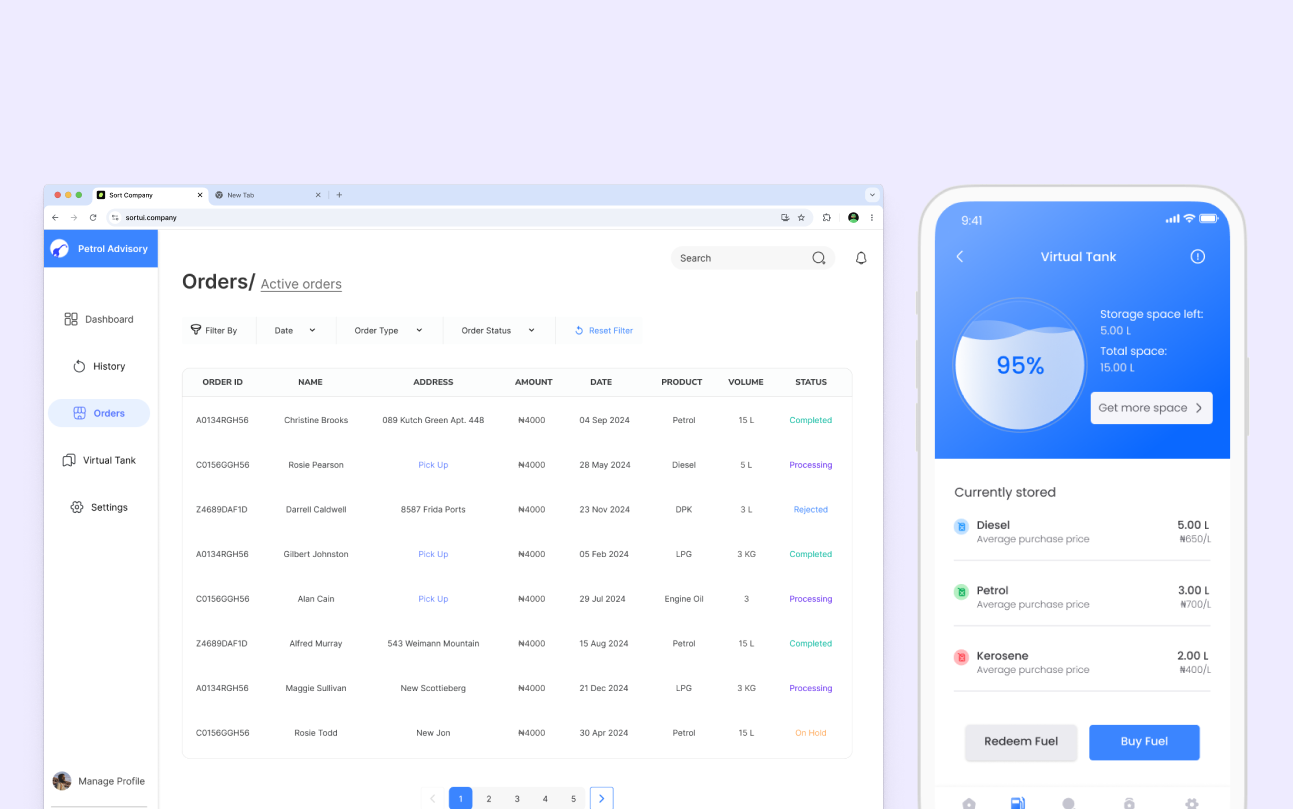 Sort Company
New Tab
sortui.company
Petrol Advisory
Search
Orders/ Active orders
Dashboard
History
Orders
Virtual Tank
Settings
Manage Profile
Filter By Date Order Type Order Status Reset Filter
ORDER ID NAME ADDRESS AMOUNT DATE PRODUCT VOLUME STATUS
A0134RGH56 Christine Brooks 089 Kutch Green Apt. 448 ₦4000 04 Sep 2024 Petrol 15 L Completed
C0156GGH56 Rosie Pearson Pick Up ₦4000 28 May 2024 Diesel 5 L Processing
Z4689DAF1D Darrell Caldwell 8587 Frida Ports ₦4000 23 Nov 2024 DPK 3 L Rejected
A0134RGH56 Gilbert Johnston Pick Up ₦4000 05 Feb 2024 LPG 3 KG Completed
C0156GGH56 Alan Cain Pick Up ₦4000 29 Jul 2024 Engine Oil 3 Processing
Z4689DAF1D Alfred Murray 543 Weimann Mountain ₦4000 15 Aug 2024 Petrol 15 L Completed
A0134RGH56 Maggie Sullivan New Scottieberg ₦4000 21 Dec 2024 LPG 3 KG Processing
C0156GGH56 Rosie Todd New Jon ₦4000 30 Apr 2024 Petrol 15 L On Hold
1 2 3 4 5
9:41
Virtual Tank
95%
Storage space left:
5.00 L
Total space:
15.00 L
Get more space
Currently stored
Diesel 5.00 L
Average purchase price ₦650/L
Petrol 3.00 L
Average purchase price ₦700/L
Kerosene 2.00 L
Average purchase price ₦400/L
Redeem Fuel Buy Fuel